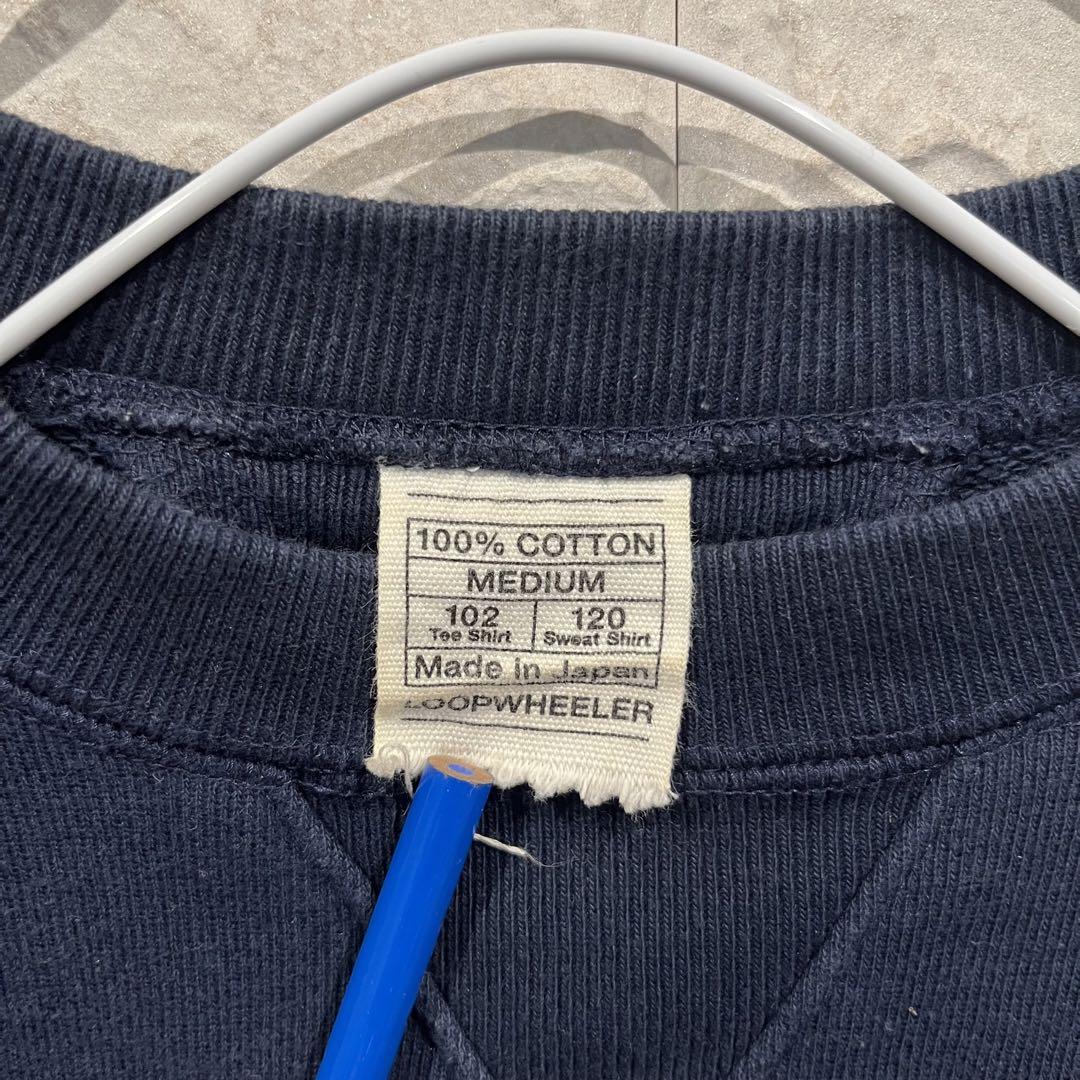 100% COTTON
MEDIUM
102 120
Tee Shirt Sweat Shirt
Made in Japan
LOOPWHEELER